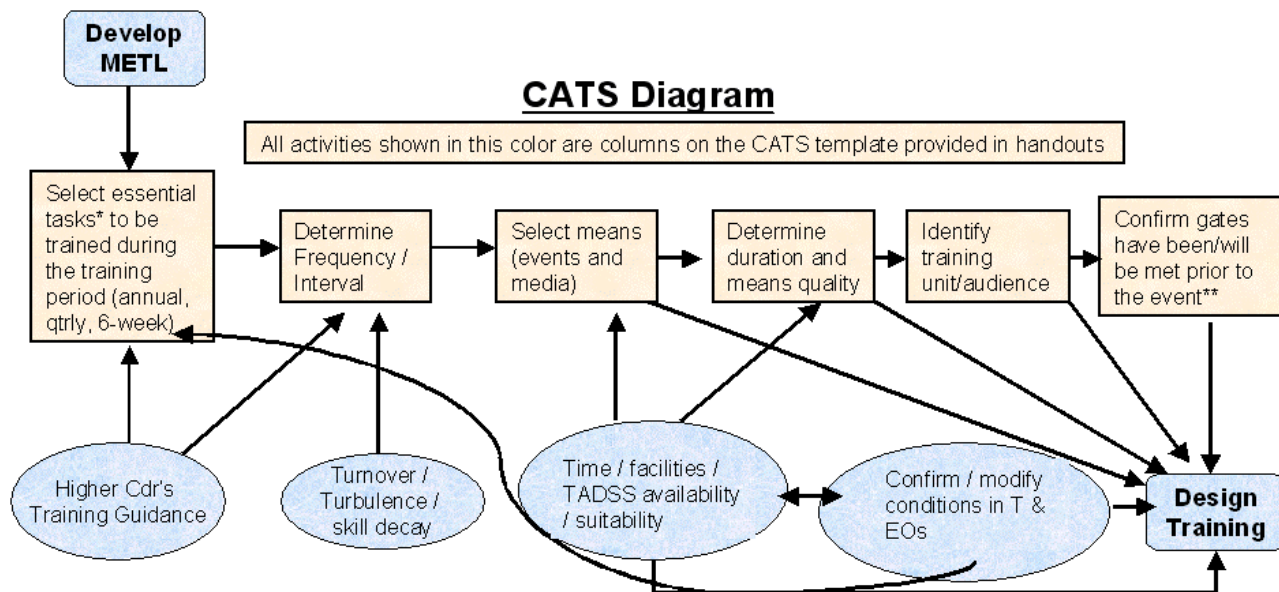 Develop
METL
CATS Diagram
All activities shown in this color are columns on the CATS template provided in handouts
Select essential
tasks* to be
trained during
the training
period (annual,
qtrly, 6-week)
Determine
Frequency /
Interval
Select means
(events and
media)
Determine
duration and
means quality
Identify
training
unit/audience
Confirm gates
have been/will
be met prior to
the event**
Higher Cdr's
Training Guidance
Turnover /
Turbulence /
skill decay
Time / facilities /
TADSS availability
/ suitability
Confirm / modify
conditions in T &
EOs
Design
Training